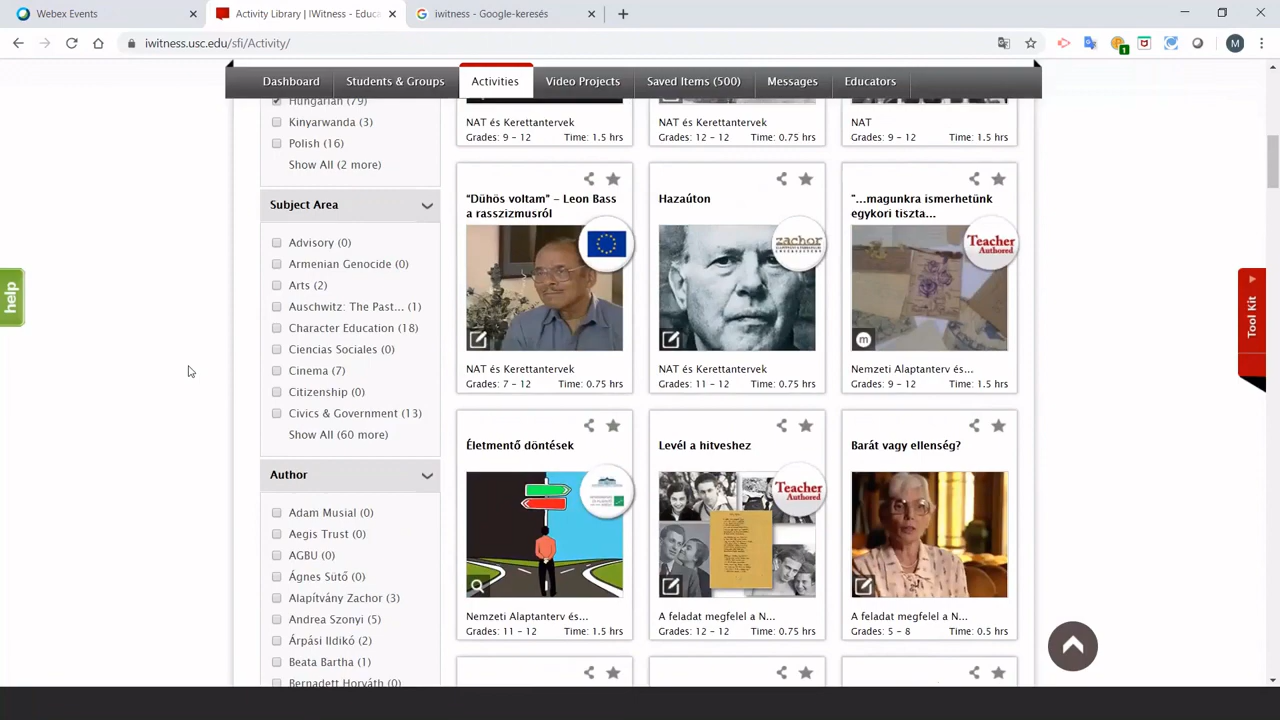 Webex Events
Activity Library | IWitness - Educ
iwitness - Google-keresés
iwitness.usc.edu/sfi/Activity/
1
M
Dashboard
Students & Groups
Activities
Video Projects
Saved Items (500)
Messages
Educators
Hungarian (79)
Kinyarwanda (3)
Polish (16)
Show All (2 more)
Subject Area
Advisory (0)
Armenian Genocide (0)
Arts (2)
Auschwitz: The Past... (1)
Character Education (18)
Ciencias Sociales (0)
Cinema (7)
Citizenship (0)
Civics & Government (13)
Show All (60 more)
Author
Adam Musial (0)
Aegis Trust (0)
AGBU (0)
Ágnes Sütő (0)
Alapítvány Zachor (3)
Andrea Szonyi (5)
Árpási Ildikó (2)
Beata Bartha (1)
Bernadett Horváth (0)
NAT és Kerettantervek
Grades: 9 – 12 Time: 1.5 hrs
NAT és Kerettantervek
Grades: 12 – 12 Time: 0.75 hrs
NAT
Grades: 9 – 12 Time: 1.5 hrs
"Dühös voltam" – Leon Bass
a rasszizmusról
NAT és Kerettantervek
Grades: 7 – 12 Time: 0.75 hrs
Hazaúton
zachor
NAT és Kerettantervek
Grades: 11 – 12 Time: 0.75 hrs
"...magunkra ismerhetünk
egykori tiszta...
Teacher
Authored
m
Nemzeti Alaptanterv és...
Grades: 9 – 12 Time: 1.5 hrs
Életmentő döntések
Nemzeti Alaptanterv és...
Grades: 11 – 12 Time: 1.5 hrs
Levél a hitveshez
Teacher
Authored
A feladat megfelel a N...
Grades: 12 – 12 Time: 0.75 hrs
Barát vagy ellenség?
A feladat megfelel a N...
Grades: 5 – 8 Time: 0.5 hrs
help
Tool Kit